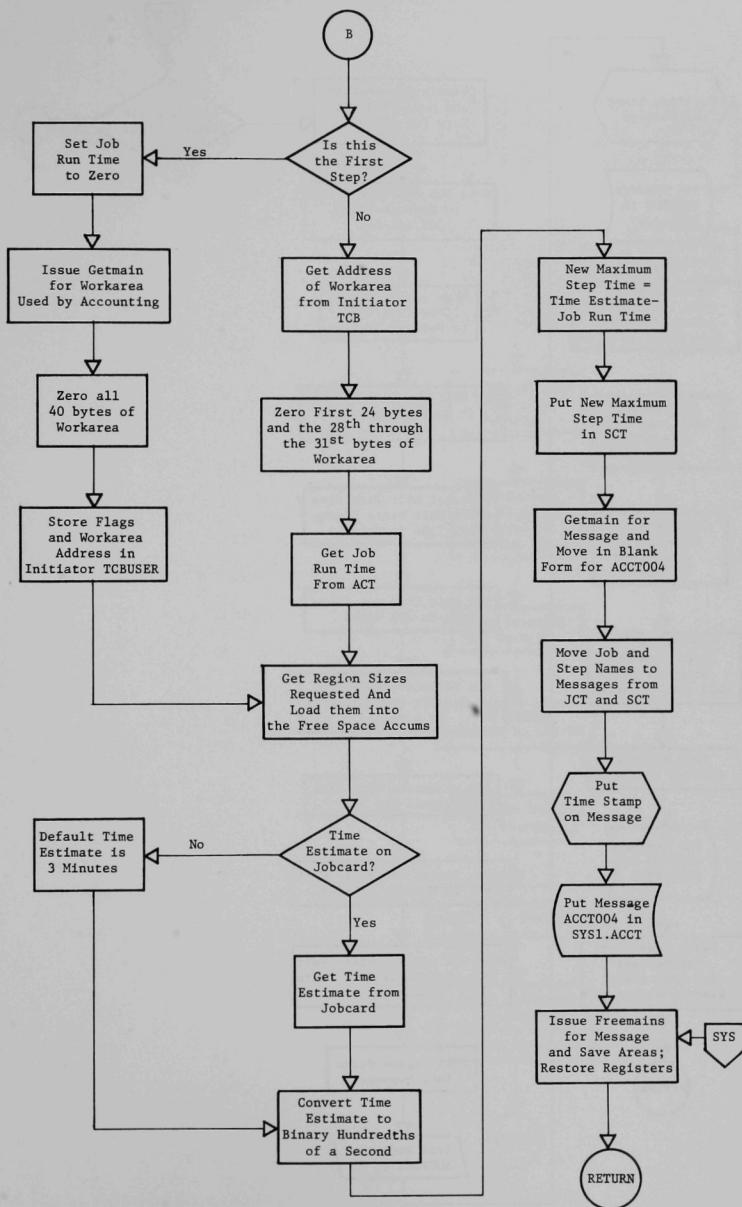 B
Is this
the First
Step?
Yes
No
Set Job
Run Time
to Zero
Issue Getmain
for Workarea
Used by Accounting
Zero all
40 bytes of
Workarea
Store Flags
and Workarea
Address in
Initiator TCBUSER
Get Address
of Workarea
from Initiator
TCB
Zero First 24 bytes
and the 28th through
the 31st bytes of
Workarea
Get Job
Run Time
From ACT
Get Region Sizes
Requested And
Load them into
the Free Space Accums
Time
Estimate on
Jobcard?
No
Yes
Default Time
Estimate is
3 Minutes
Get Time
Estimate from
Jobcard
Convert Time
Estimate to
Binary Hundredths
of a Second
New Maximum
Step Time =
Time Estimate-
Job Run Time
Put New Maximum
Step Time
in SCT
Getmain for
Message and
Move in Blank
Form for ACCT004
Move Job and
Step Names to
Messages from
JCT and SCT
Put
Time Stamp
on Message
Put Message
ACCT004 in
SYS1.ACCT
Issue Freemains
for Message
and Save Areas;
Restore Registers
SYS
RETURN